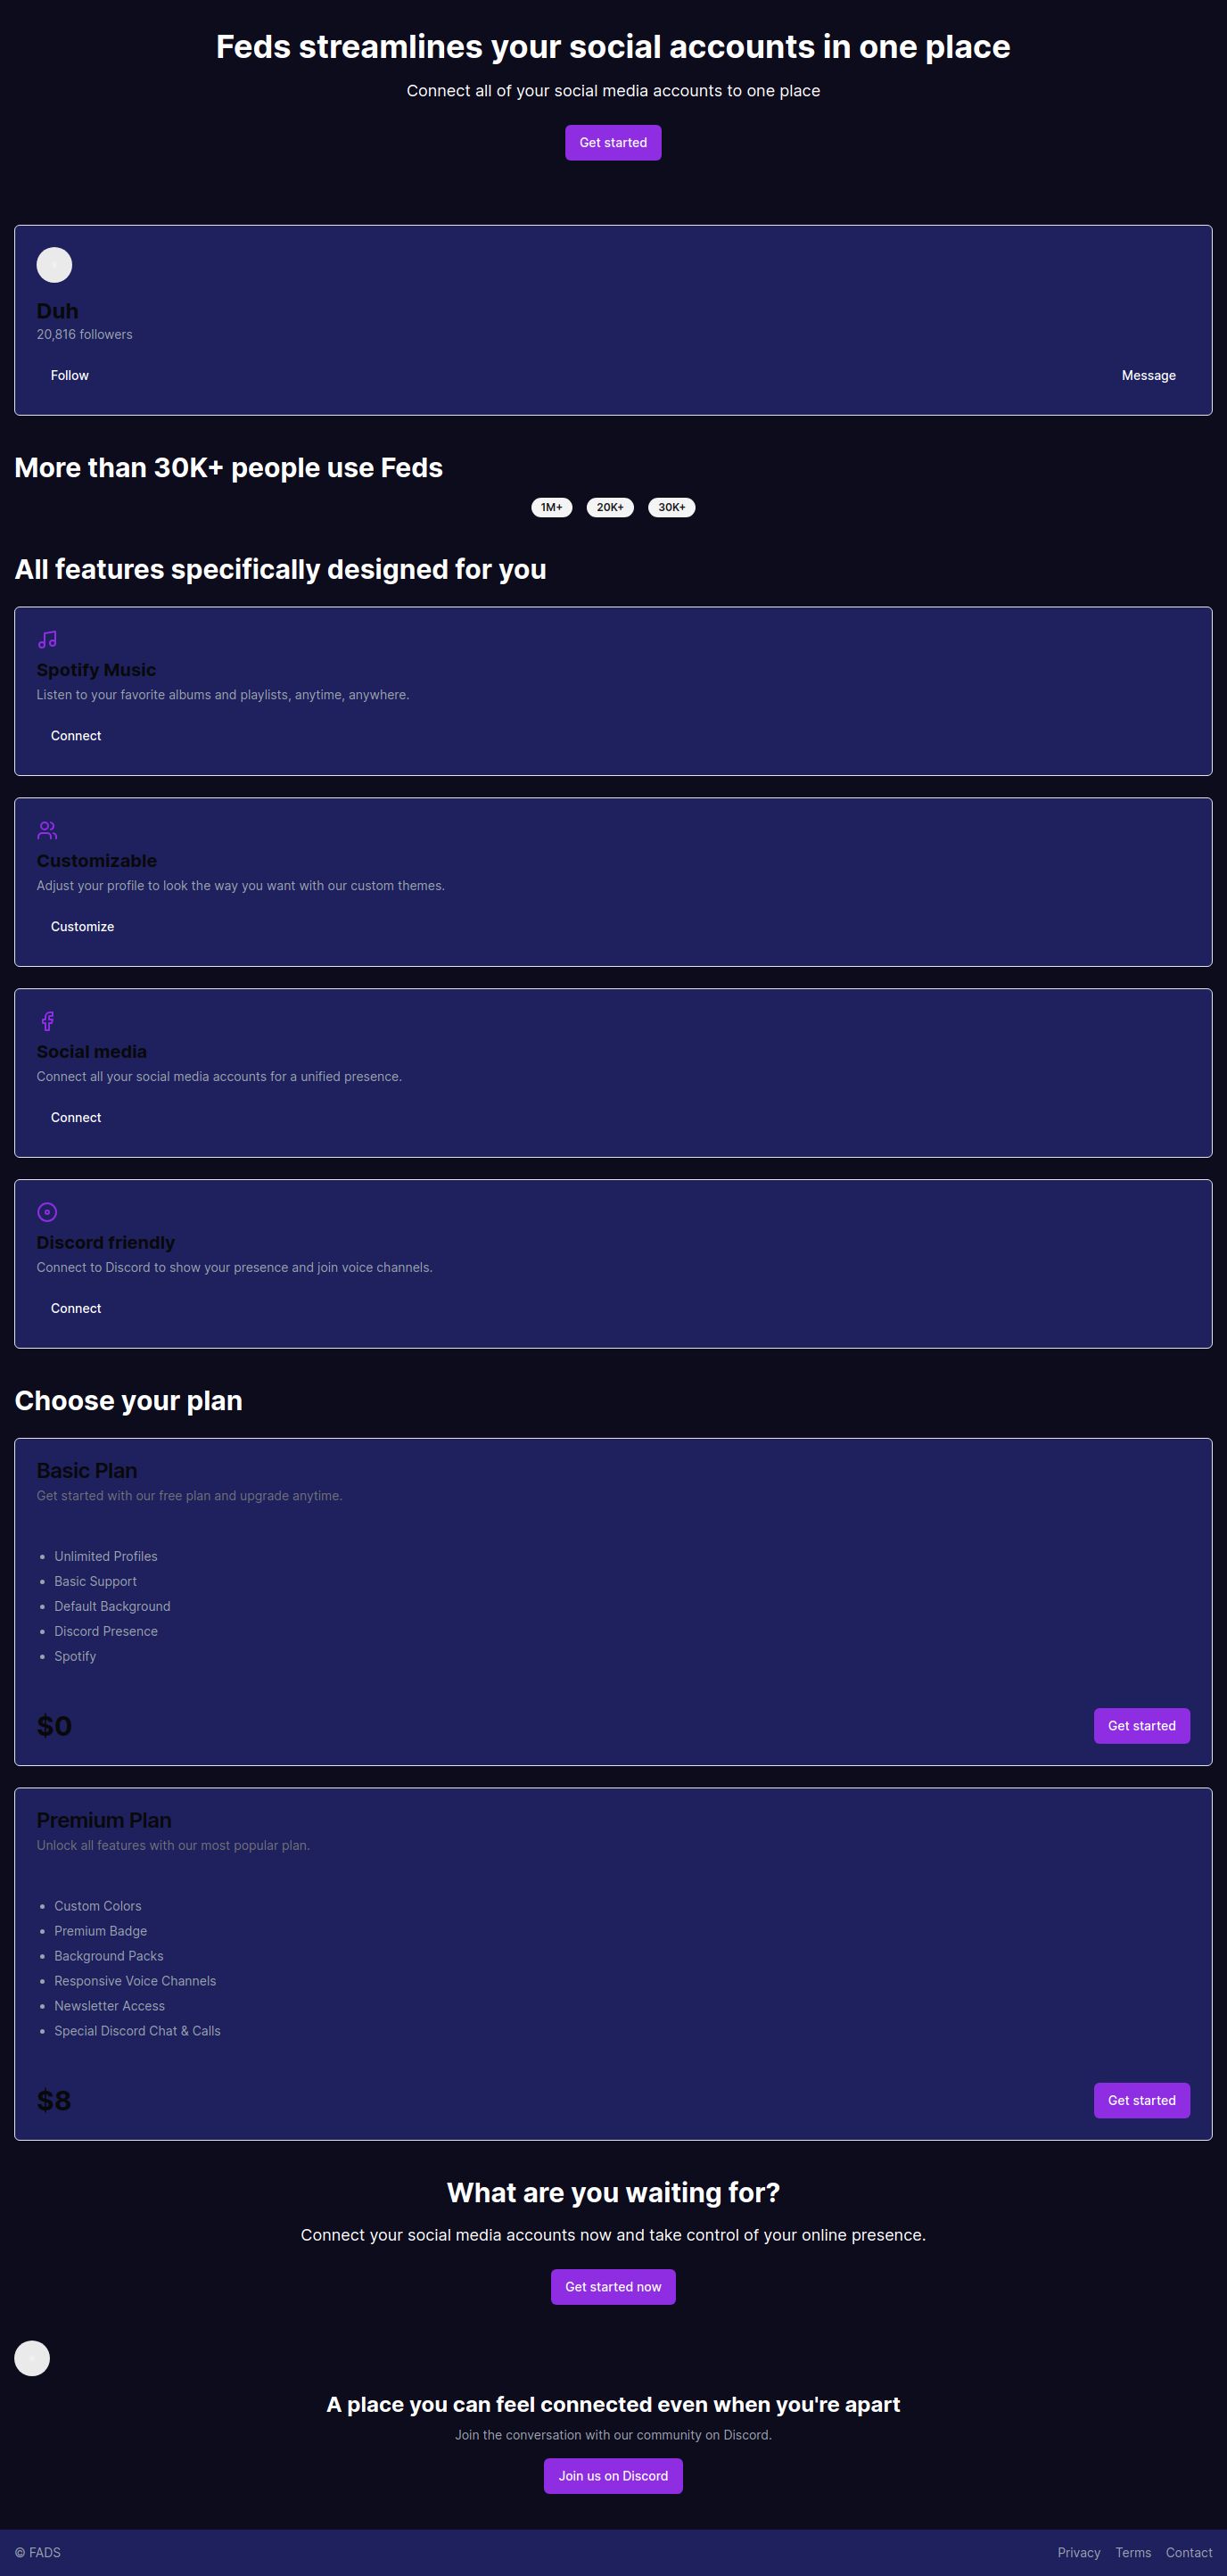 Feds streamlines your social accounts in one place
Connect all of your social media accounts to one place
Get started
Duh
20,816 followers
Follow
Message
More than 30K+ people use Feds
1M+
20K+
30K+
All features specifically designed for you
Spotify Music
Listen to your favorite albums and playlists, anytime, anywhere.
Connect
Customizable
Adjust your profile to look the way you want with our custom themes.
Customize
Social media
Connect all your social media accounts for a unified presence.
Connect
Discord friendly
Connect to Discord to show your presence and join voice channels.
Connect
Choose your plan
Basic Plan
Get started with our free plan and upgrade anytime.
Unlimited Profiles
Basic Support
Default Background
Discord Presence
Spotify
$0
Get started
Premium Plan
Unlock all features with our most popular plan.
Custom Colors
Premium Badge
Background Packs
Responsive Voice Channels
Newsletter Access
Special Discord Chat & Calls
$8
Get started
What are you waiting for?
Connect your social media accounts now and take control of your online presence.
Get started now
A place you can feel connected even when you're apart
Join the conversation with our community on Discord.
Join us on Discord
© FADS
Privacy
Terms
Contact